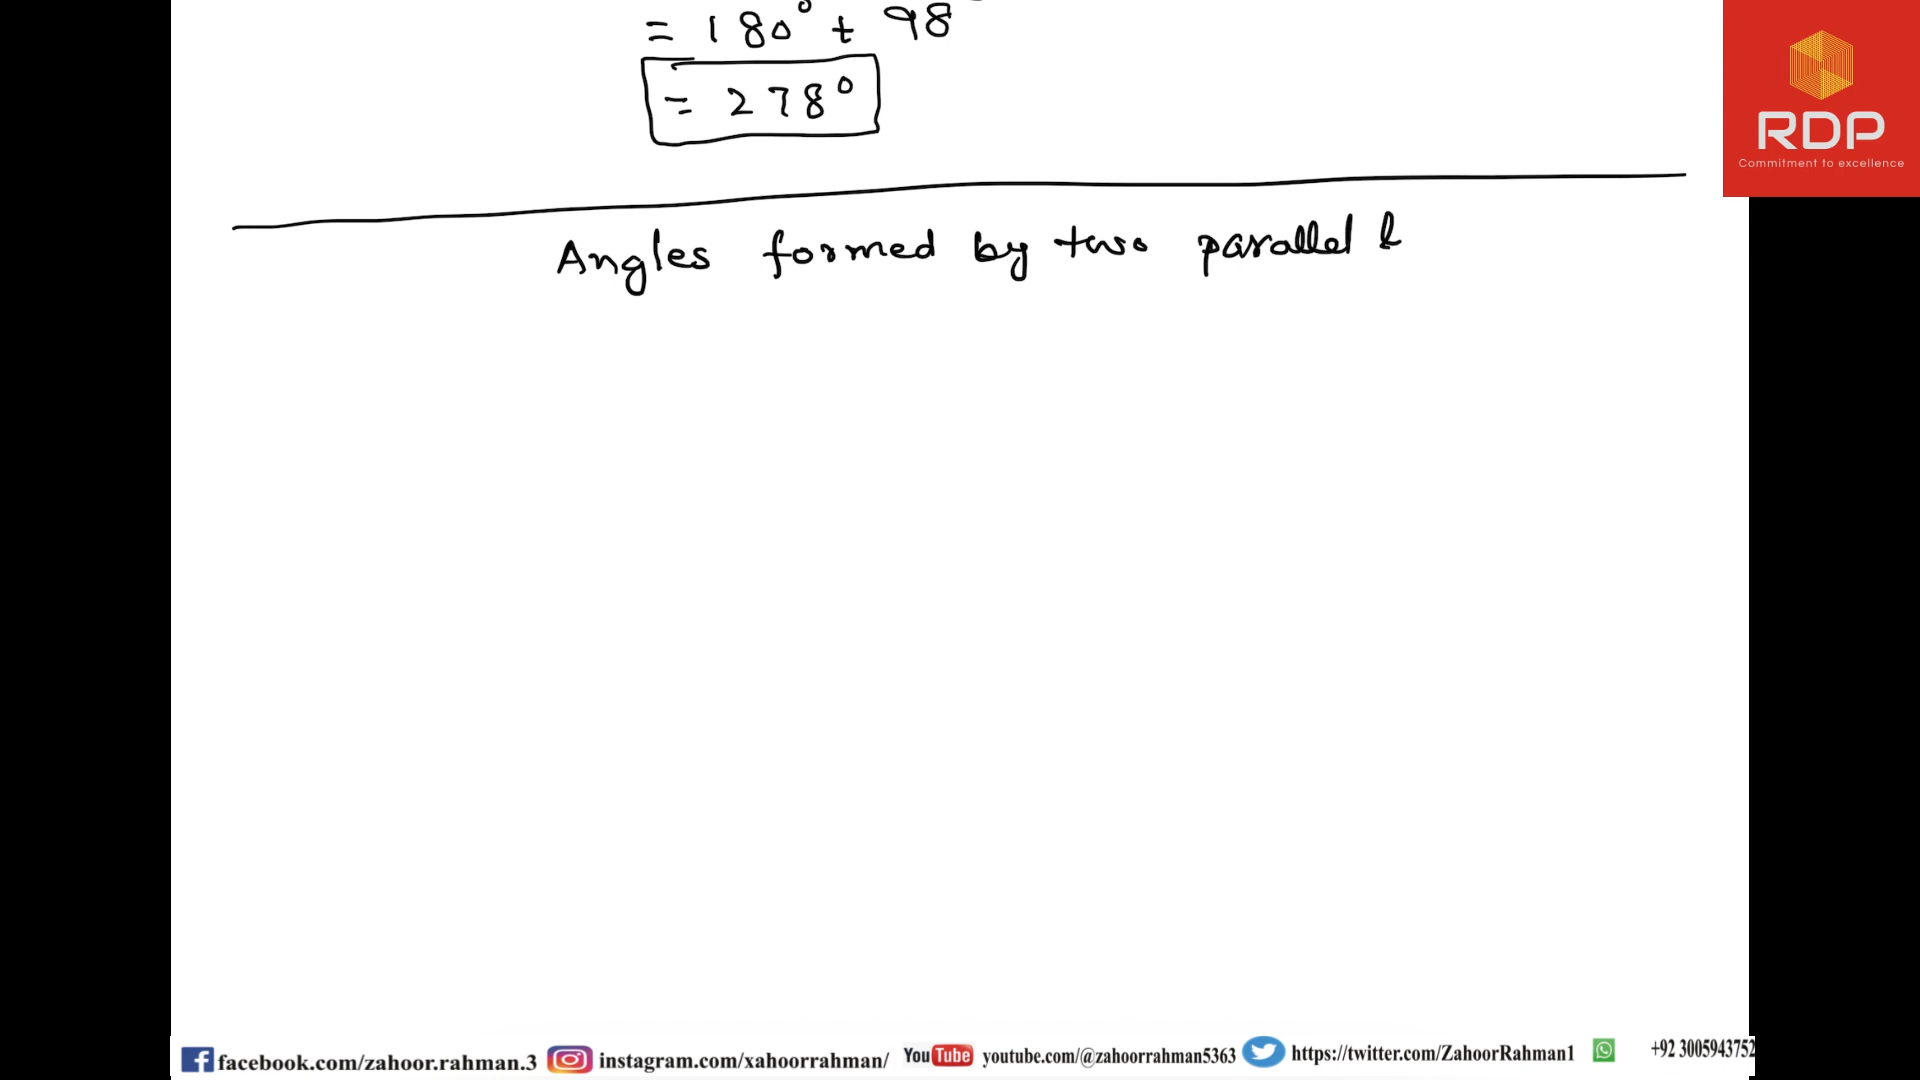 = 180° + 98
= 278°
RDP
Commitment to excellence
Angles formed by two parallel l
facebook.com/zahoor.rahman.3 instagram.com/xahoorrahman/ YouTube youtube.com/@zahoorrahman5363 https://twitter.com/ZahoorRahman1 +92 3005943752